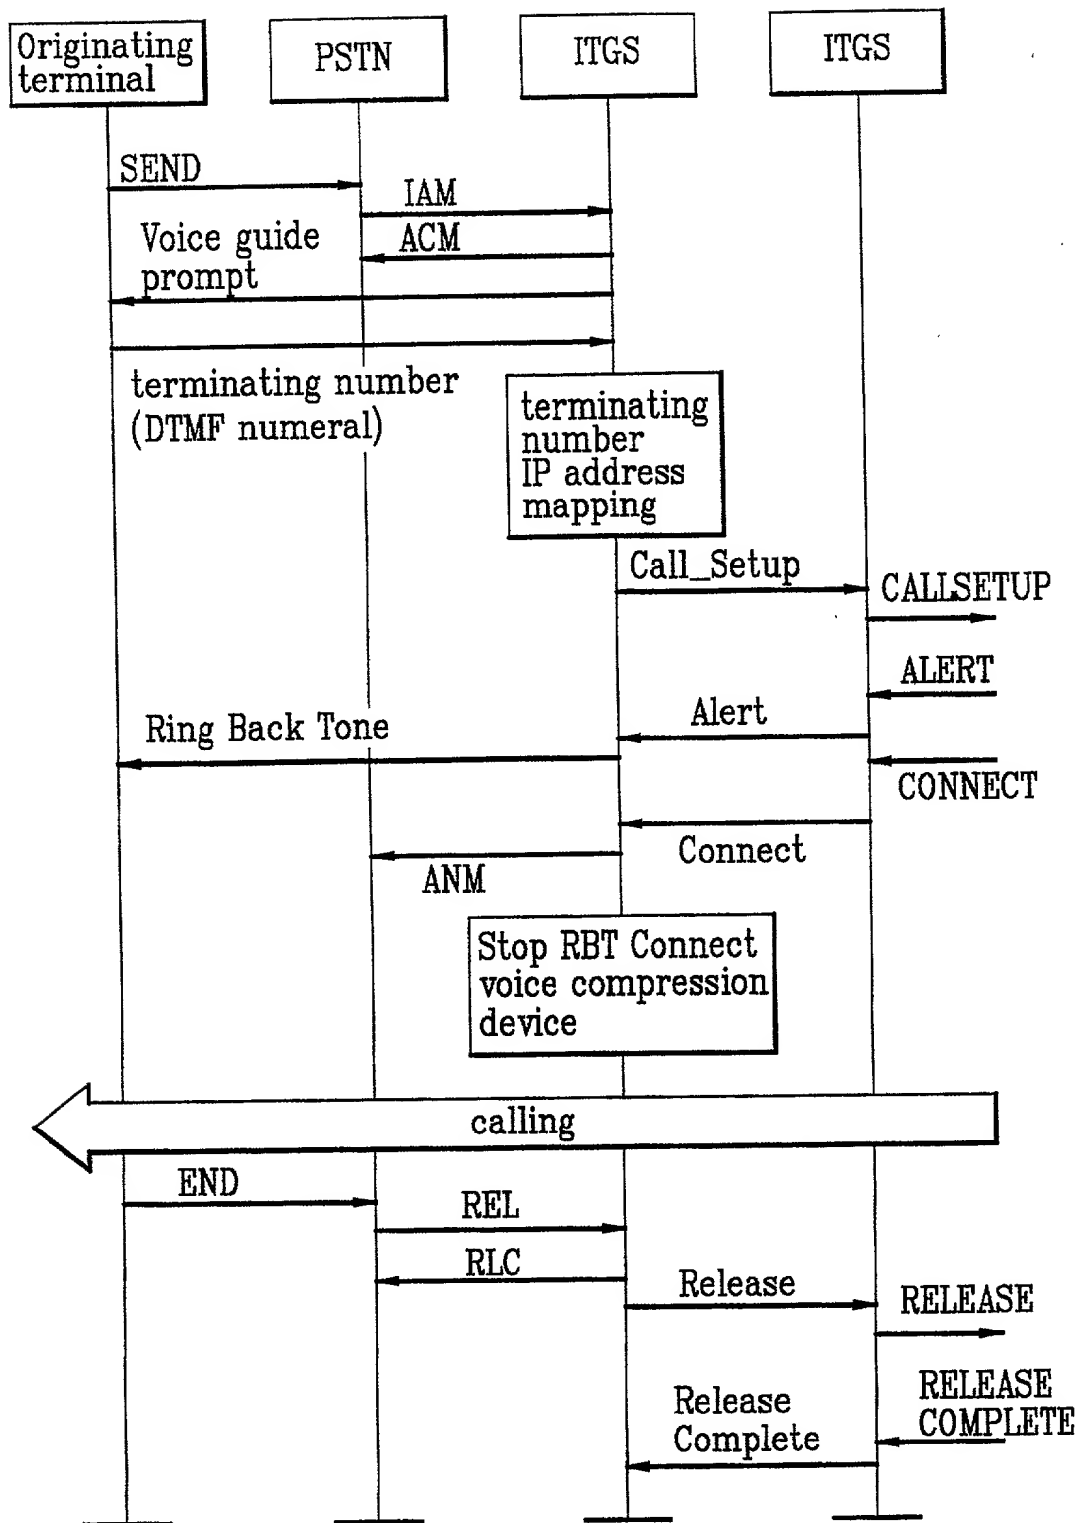 Originating
terminal
PSTN
ITGS
ITGS
SEND
IAM
ACM
Voice guide
prompt
terminating number
(DTMF numeral)
terminating
number
IP address
mapping
Call_Setup
CALLSETUP
ALERT
Alert
Ring Back Tone
CONNECT
Connect
ANM
Stop RBT Connect
voice compression
device
calling
END
REL
RLC
Release
RELEASE
RELEASE
COMPLETE
Release
Complete